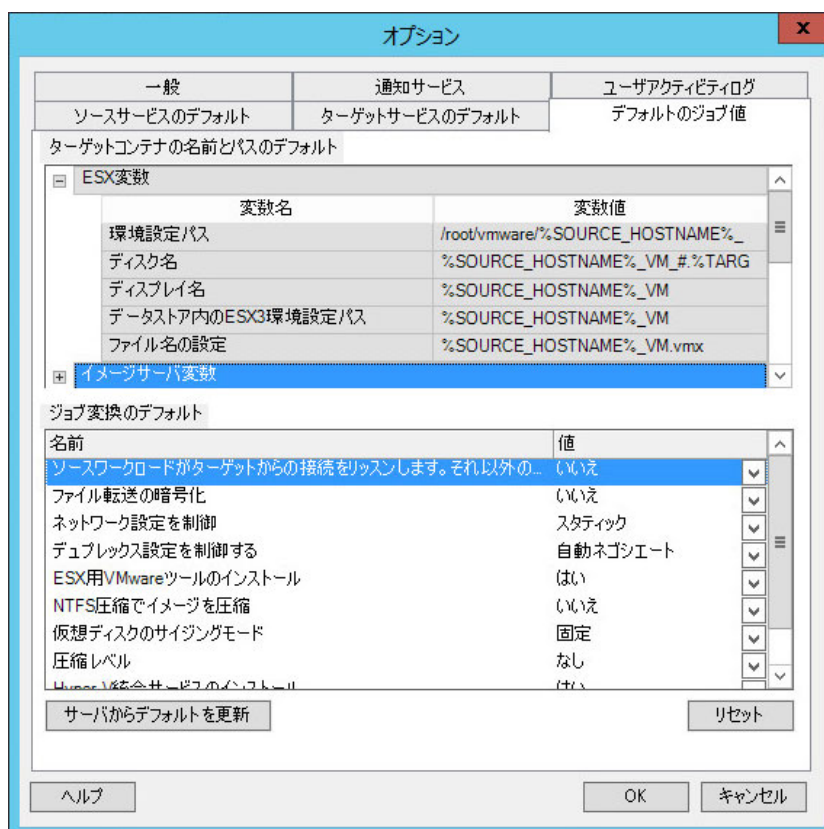 オプション
一般 通知サービス ユーザアクティビティログ
ソースサービスのデフォルト ターゲットサービスのデフォルト デフォルトのジョブ値
ターゲットコンテナの名前とパスのデフォルト
ESX変数
変数名 変数値
環境設定パス /root/vmware/%SOURCE_HOSTNAME%_
ディスク名 %SOURCE_HOSTNAME%_VM_#.%TARG
ディスプレイ名 %SOURCE_HOSTNAME%_VM
データストア内のESX3環境設定パス %SOURCE_HOSTNAME%_VM
ファイル名の設定 %SOURCE_HOSTNAME%_VM.vmx
イメージサーバ変数
ジョブ変換のデフォルト
名前 値
ソースワークロードがターゲットからの接続をリッスンします。それ以外の... いいえ
ファイル転送の暗号化 いいえ
ネットワーク設定を制御 スタティック
デュプレックス設定を制御する 自動ネゴシエート
ESX用VMwareツールのインストール はい
NTFS圧縮でイメージを圧縮 いいえ
仮想ディスクのサイジングモード 固定
圧縮レベル なし
Hyper-V統合サービスのインストール はい
サーバからデフォルトを更新 リセット
ヘルプ OK キャンセル